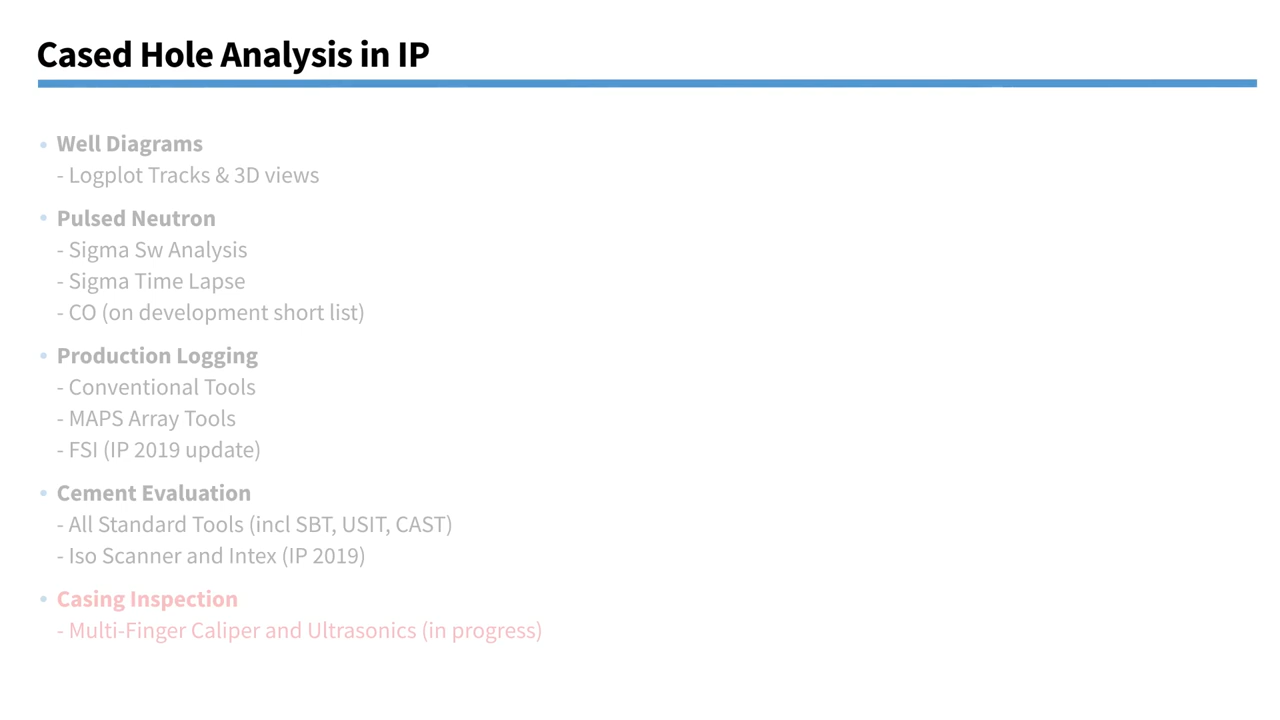 Cased Hole Analysis in IP
• Well Diagrams
- Logplot Tracks & 3D views
• Pulsed Neutron
- Sigma Sw Analysis
- Sigma Time Lapse
- CO (on development short list)
• Production Logging
- Conventional Tools
- MAPS Array Tools
- FSI (IP 2019 update)
• Cement Evaluation
- All Standard Tools (incl SBT, USIT, CAST)
- Iso Scanner and Intex (IP 2019)
• Casing Inspection
- Multi-Finger Caliper and Ultrasonics (in progress)